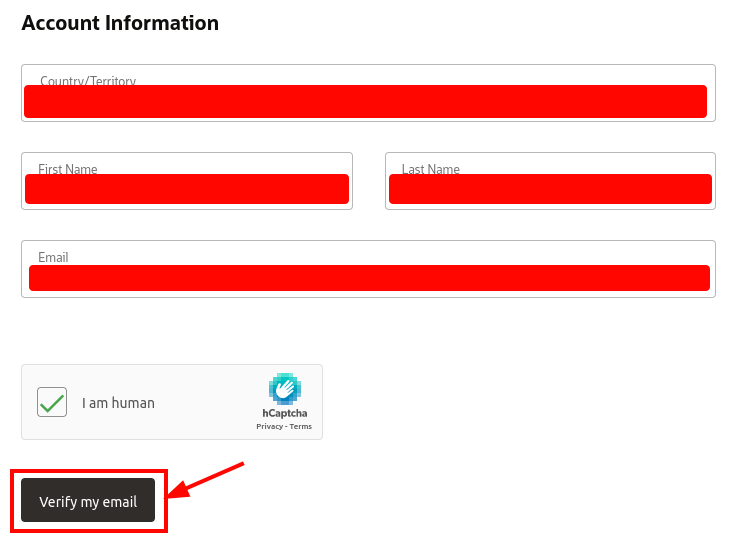 Account Information
Country/Territory
First Name
Last Name
Email
I am human
hCaptcha
Privacy - Terms
Verify my email